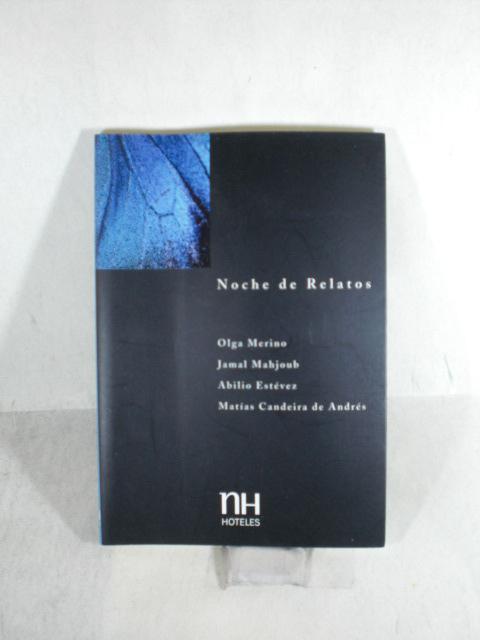 Noche de Relatos
Olga Merino
Jamal Mahjoub
Abilio Estévez
Matías Candeira de Andrés
nH
HOTELES